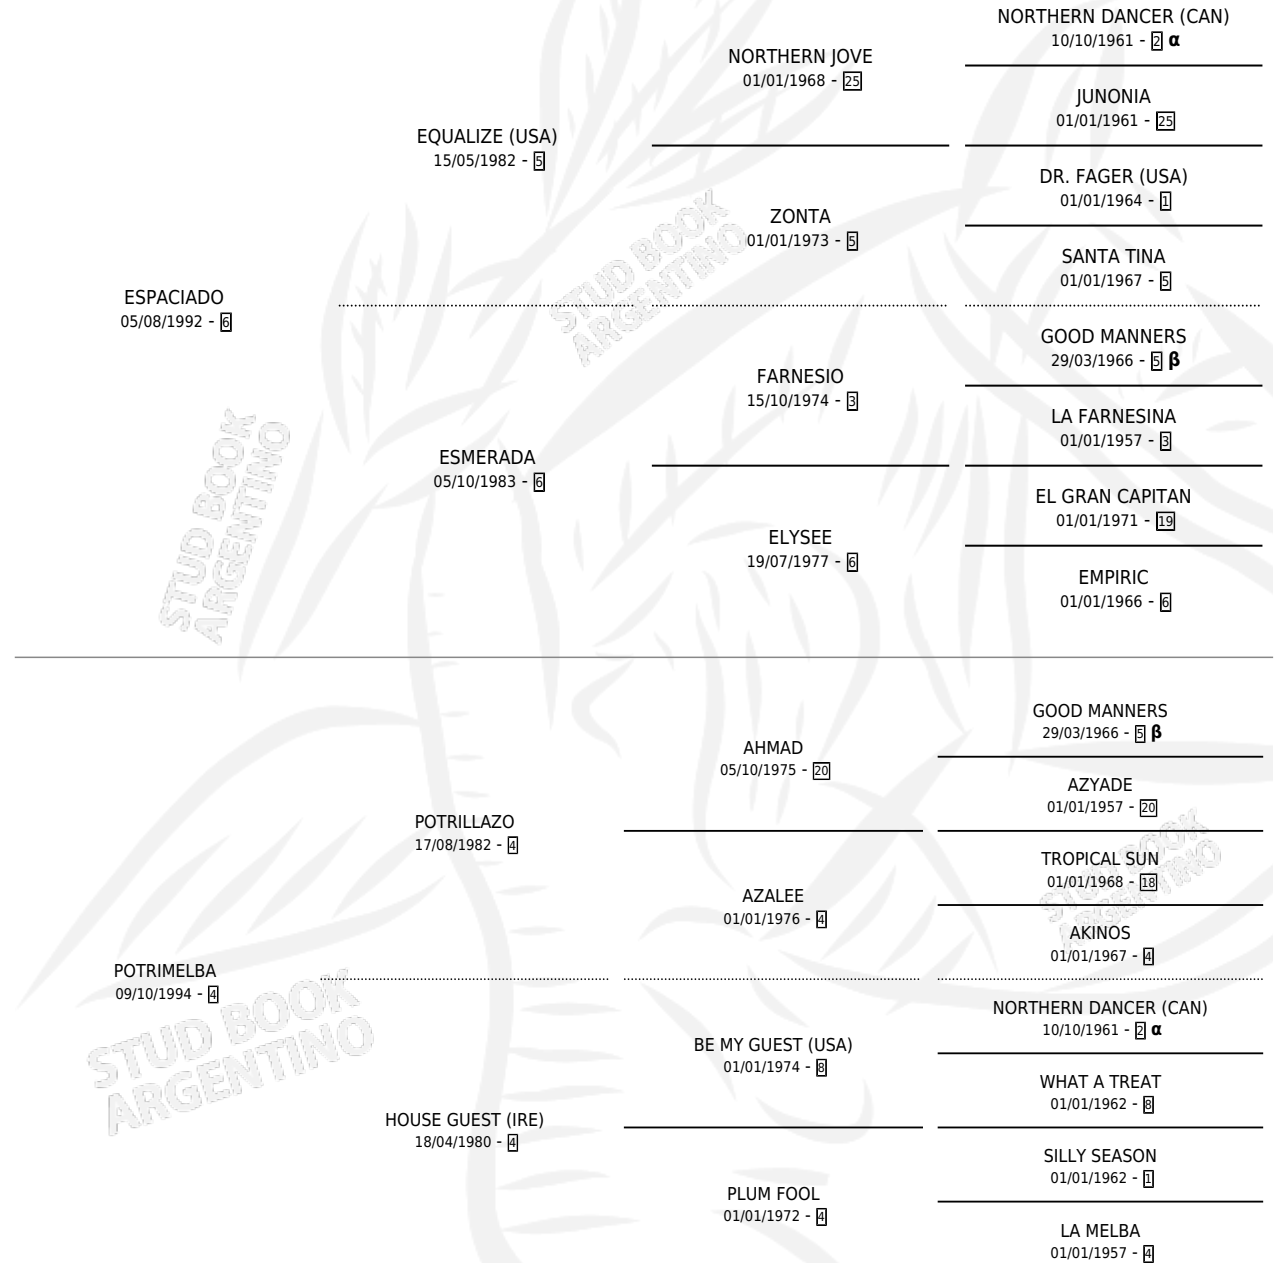 NORTHERN DANCER (CAN)
10/10/1961 - 2 α
NORTHERN JOVE
01/01/1968 - 25
JUNONIA
01/01/1961 - 25
EQUALIZE (USA)
15/05/1982 - 5
DR. FAGER (USA)
01/01/1964 - 1
ZONTA
01/01/1973 - 5
SANTA TINA
01/01/1967 - 5
ESPACIADO
05/08/1992 - 6
GOOD MANNERS
29/03/1966 - 5 β
FARNESIO
15/10/1974 - 3
LA FARNESINA
01/01/1957 - 3
ESMERADA
05/10/1983 - 6
EL GRAN CAPITAN
01/01/1971 - 19
ELYSEE
19/07/1977 - 6
EMPIRIC
01/01/1966 - 6
STUD BOOK
ARGENTINO
STUD BOOK
ARGENTINO
GOOD MANNERS
29/03/1966 - 5 β
AHMAD
05/10/1975 - 20
AZYADE
01/01/1957 - 20
POTRILLAZO
17/08/1982 - 4
TROPICAL SUN
01/01/1968 - 18
AZALEE
01/01/1976 - 4
AKINOS
01/01/1967 - 4
POTRIMELBA
09/10/1994 - 4
NORTHERN DANCER (CAN)
10/10/1961 - 2 α
BE MY GUEST (USA)
01/01/1974 - 8
WHAT A TREAT
01/01/1962 - 8
HOUSE GUEST (IRE)
18/04/1980 - 4
SILLY SEASON
01/01/1962 - 1
PLUM FOOL
01/01/1972 - 4
LA MELBA
01/01/1957 - 4
STUD BOOK
ARGENTINO
STUD BOOK
ARGENTINO